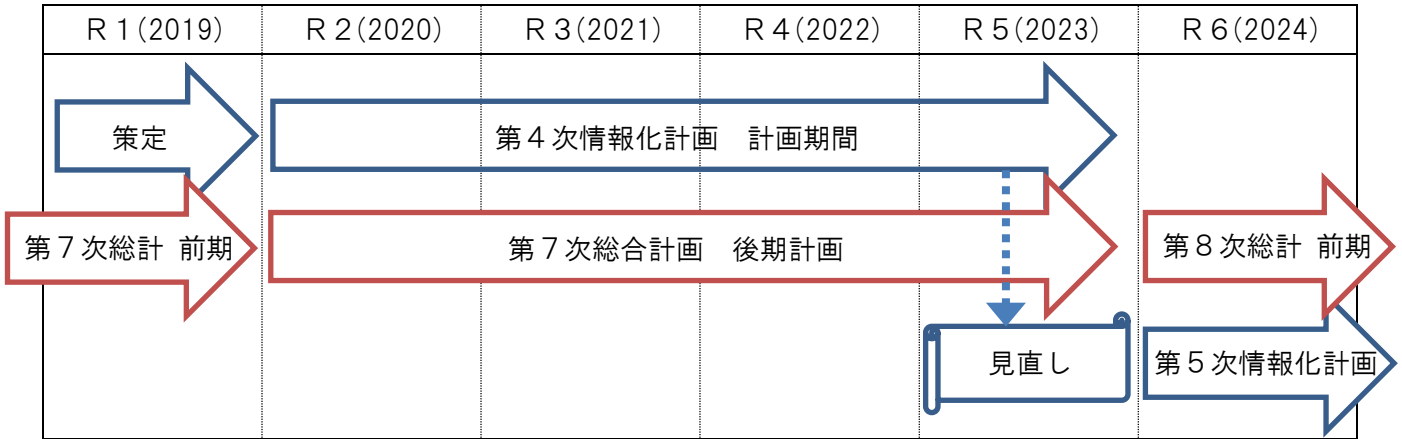 Ｒ１(2019) Ｒ２(2020) Ｒ３(2021) Ｒ４(2022) Ｒ５(2023) Ｒ６(2024)
策定 第４次情報化計画　計画期間
第７次総計 前期 第７次総合計画　後期計画 第８次総計 前期
見直し 第５次情報化計画